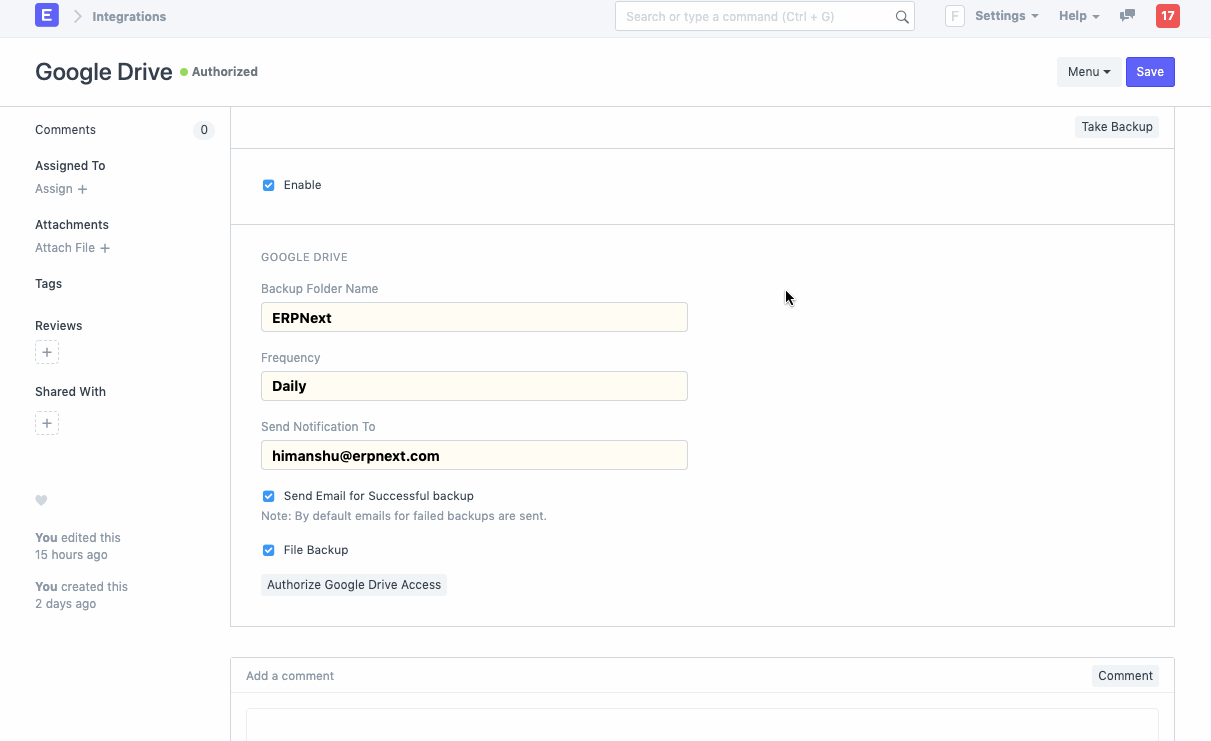 E Integrations Search or type a command (Ctrl + G) F Settings Help 17
Google Drive Authorized Menu Save
Comments 0
Assigned To
Assign +
Attachments
Attach File +
Tags
Reviews
+
Shared With
+
You edited this
15 hours ago
You created this
2 days ago
Take Backup
Enable
GOOGLE DRIVE
Backup Folder Name
ERPNext
Frequency
Daily
Send Notification To
himanshu@erpnext.com
Send Email for Successful backup
Note: By default emails for failed backups are sent.
File Backup
Authorize Google Drive Access
Add a comment Comment